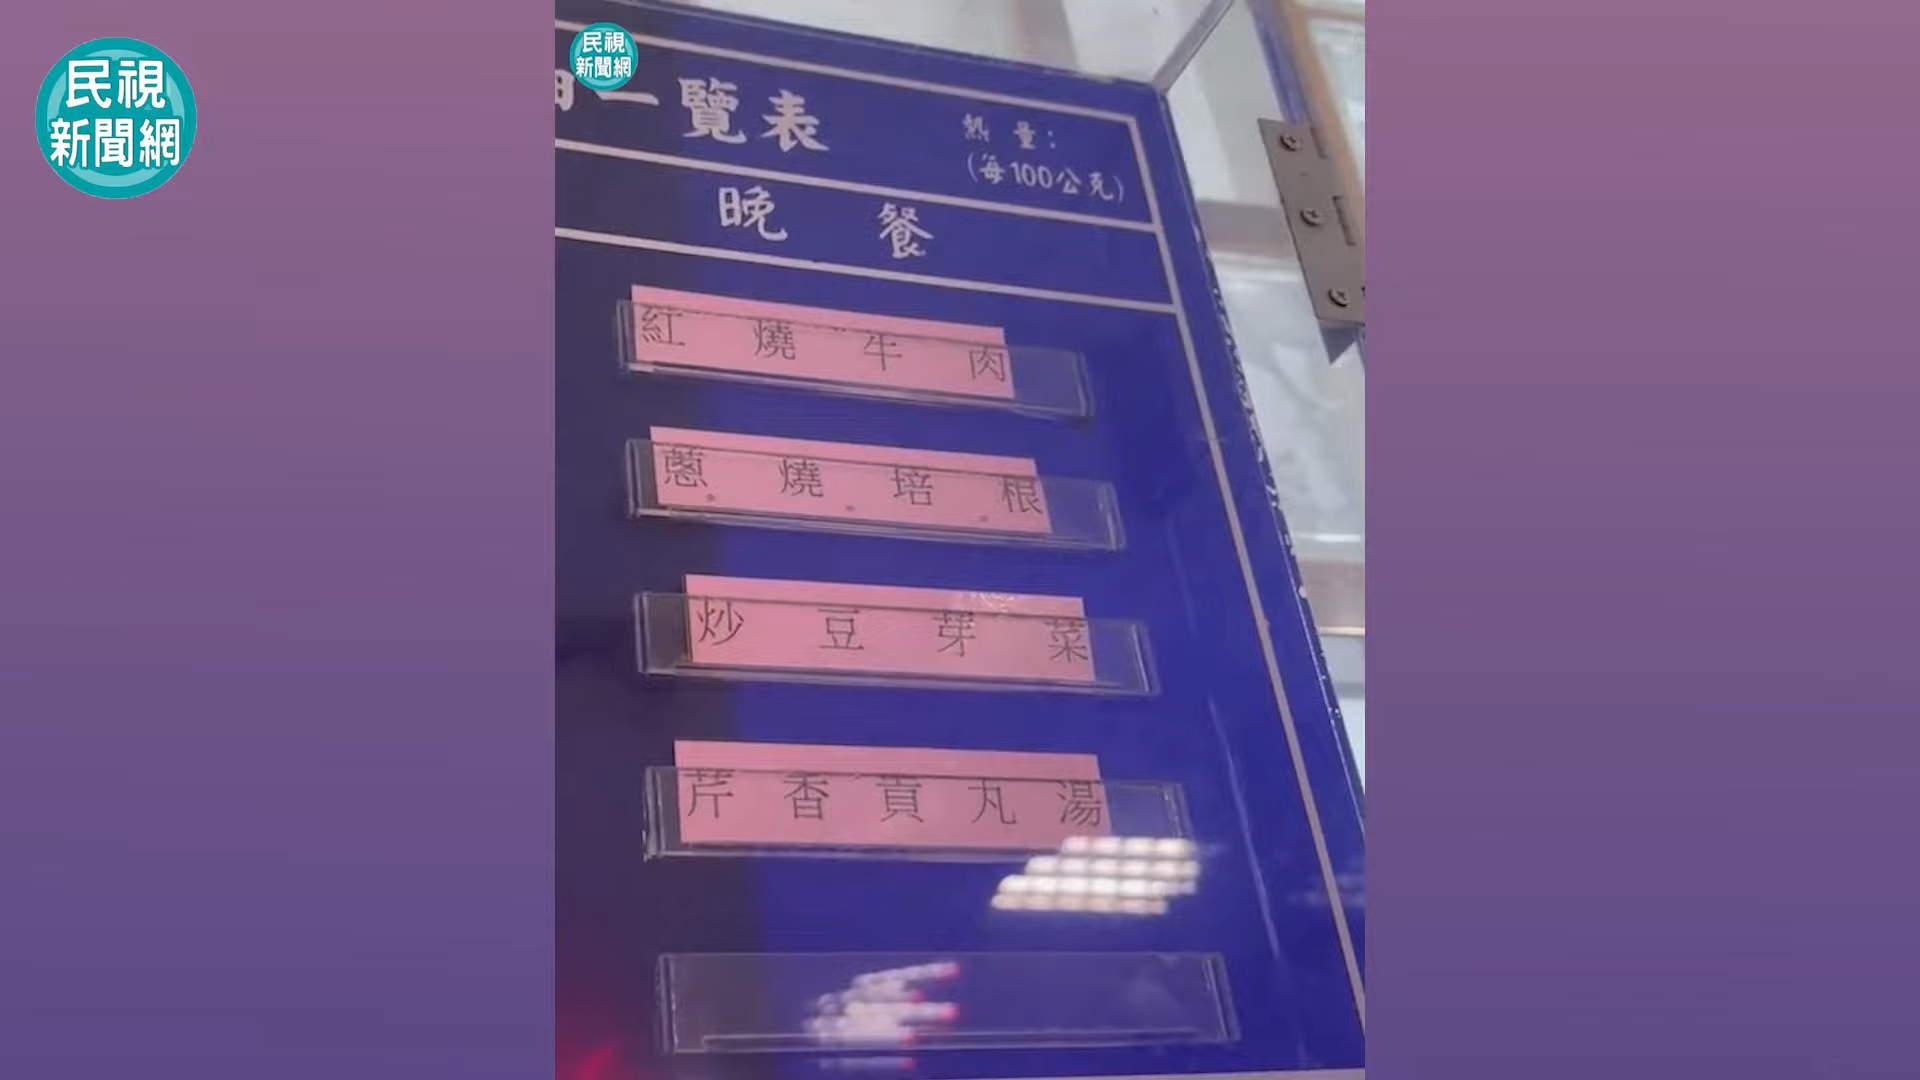 民視
新聞網
民視
新聞網
一覽表
熱量:
(每100公克)
晚餐
紅燒牛肉
蔥燒培根
炒豆芽菜
芹香貢丸湯